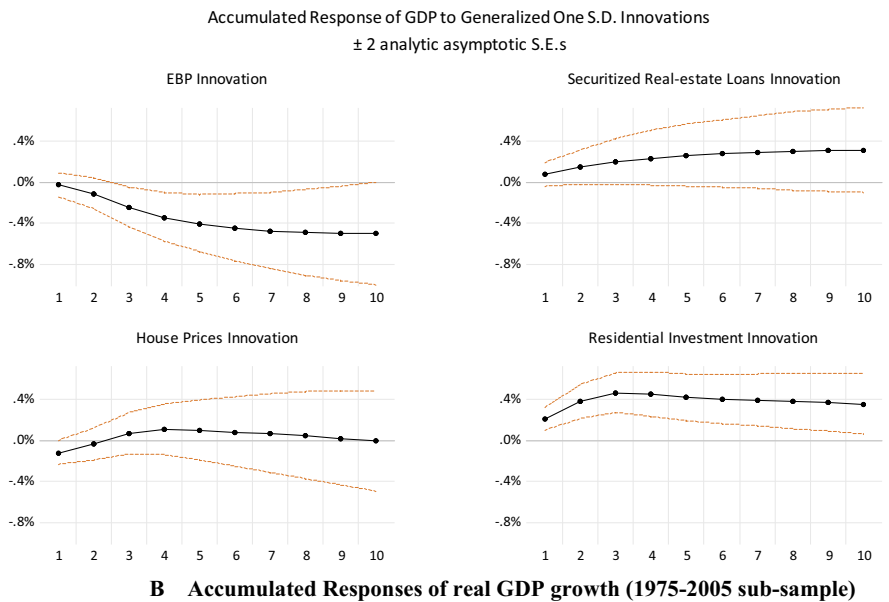 Accumulated Response of GDP to Generalized One S.D. Innovations
± 2 analytic asymptotic S.E.s
EBP Innovation
.4%
.0%
-.4%
-.8%
1 2 3 4 5 6 7 8 9 10
Securitized Real-estate Loans Innovation
.4%
.0%
-.4%
-.8%
1 2 3 4 5 6 7 8 9 10
House Prices Innovation
.4%
.0%
-.4%
-.8%
1 2 3 4 5 6 7 8 9 10
Residential Investment Innovation
.4%
.0%
-.4%
-.8%
1 2 3 4 5 6 7 8 9 10
B Accumulated Responses of real GDP growth (1975-2005 sub-sample)